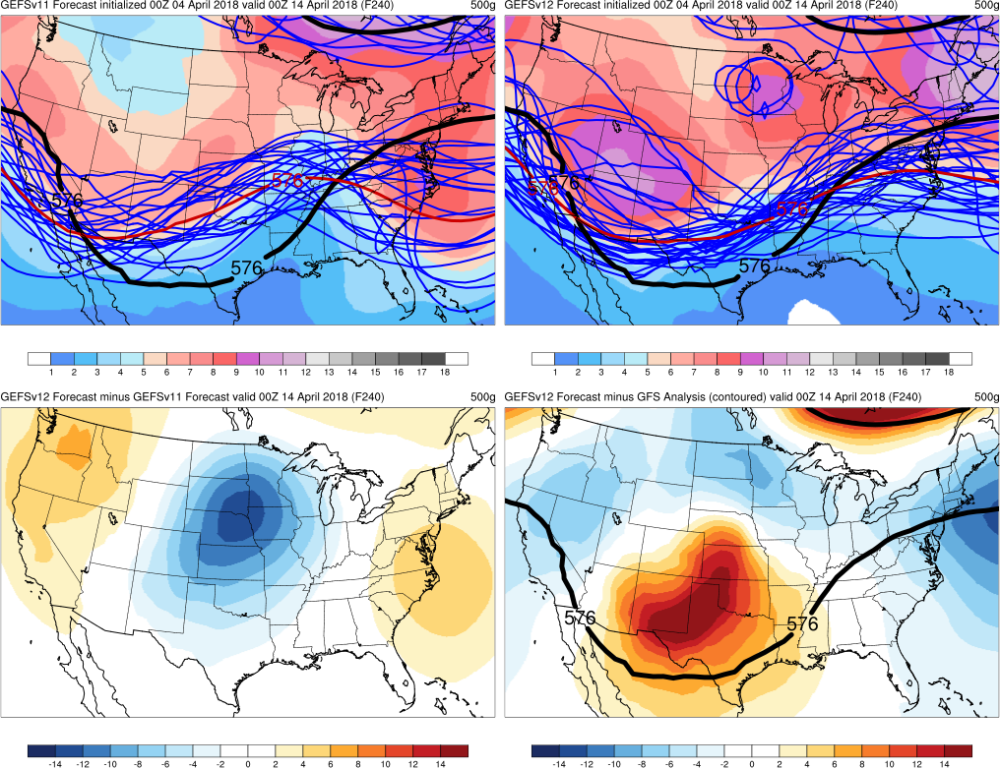 GEFSv11 Forecast initialized 00Z 04 April 2018 valid 00Z 14 April 2018 (F240) 500g
576
576
576
1 2 3 4 5 6 7 8 9 10 11 12 13 14 15 16 17 18
GEFSv12 Forecast initialized 00Z 04 April 2018 valid 00Z 14 April 2018 (F240) 500g
576
576
576
576
1 2 3 4 5 6 7 8 9 10 11 12 13 14 15 16 17 18
GEFSv12 Forecast minus GEFSv11 Forecast valid 00Z 14 April 2018 (F240) 500g
-14 -12 -10 -8 -6 -4 -2 0 2 4 6 8 10 12 14
GEFSv12 Forecast minus GFS Analysis (contoured) valid 00Z 14 April 2018 (F240) 500g
576
576
-14 -12 -10 -8 -6 -4 -2 0 2 4 6 8 10 12 14